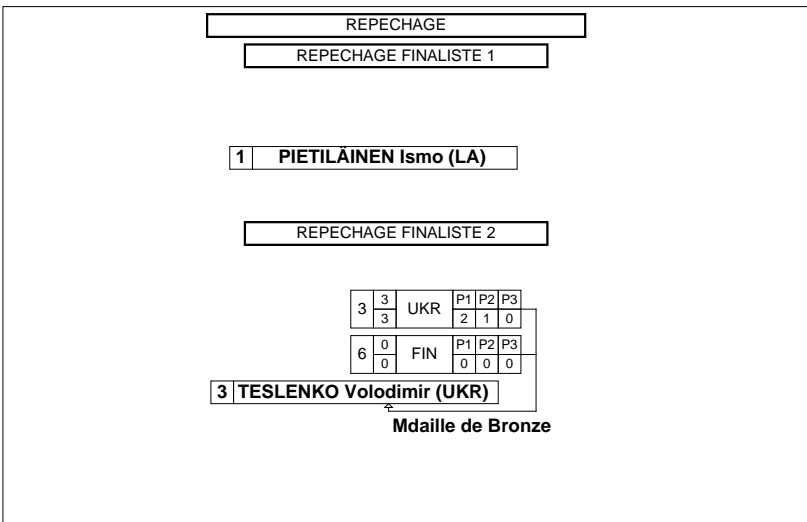 REPECHAGE
REPECHAGE FINALISTE 1
1 PIETILÄINEN Ismo (LA)
REPECHAGE FINALISTE 2
3 3 UKR P1 P2 P3
3 2 1 0
6 0 FIN P1 P2 P3
0 0 0 0
3 TESLENKO Volodimir (UKR)
Mdaille de Bronze